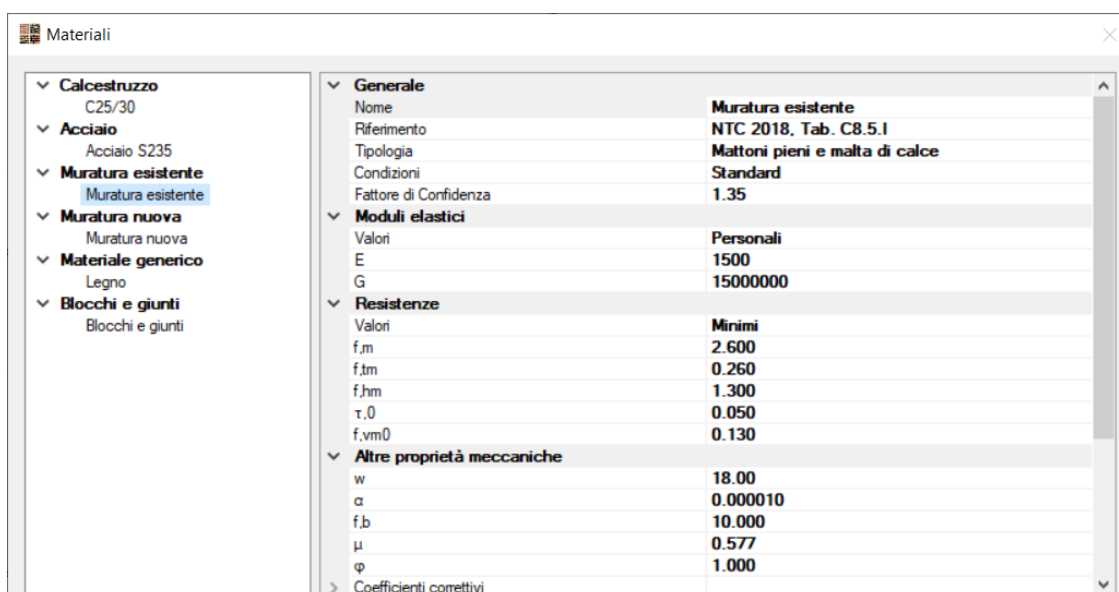 Materiali
Calcestruzzo
C25/30
Acciaio
Acciaio S235
Muratura esistente
Muratura esistente
Muratura nuova
Muratura nuova
Materiale generico
Legno
Blocchi e giunti
Blocchi e giunti
Generale
Nome Muratura esistente
Riferimento NTC 2018, Tab. C8.5.I
Tipologia Mattoni pieni e malta di calce
Condizioni Standard
Fattore di Confidenza 1.35
Moduli elastici
Valori Personali
E 1500
G 15000000
Resistenze
Valori Minimi
f,m 2.600
f,tm 0.260
f,hm 1.300
τ,0 0.050
f,vm0 0.130
Altre proprietà meccaniche
w 18.00
α 0.000010
f,b 10.000
μ 0.577
φ 1.000
Coefficienti correttivi